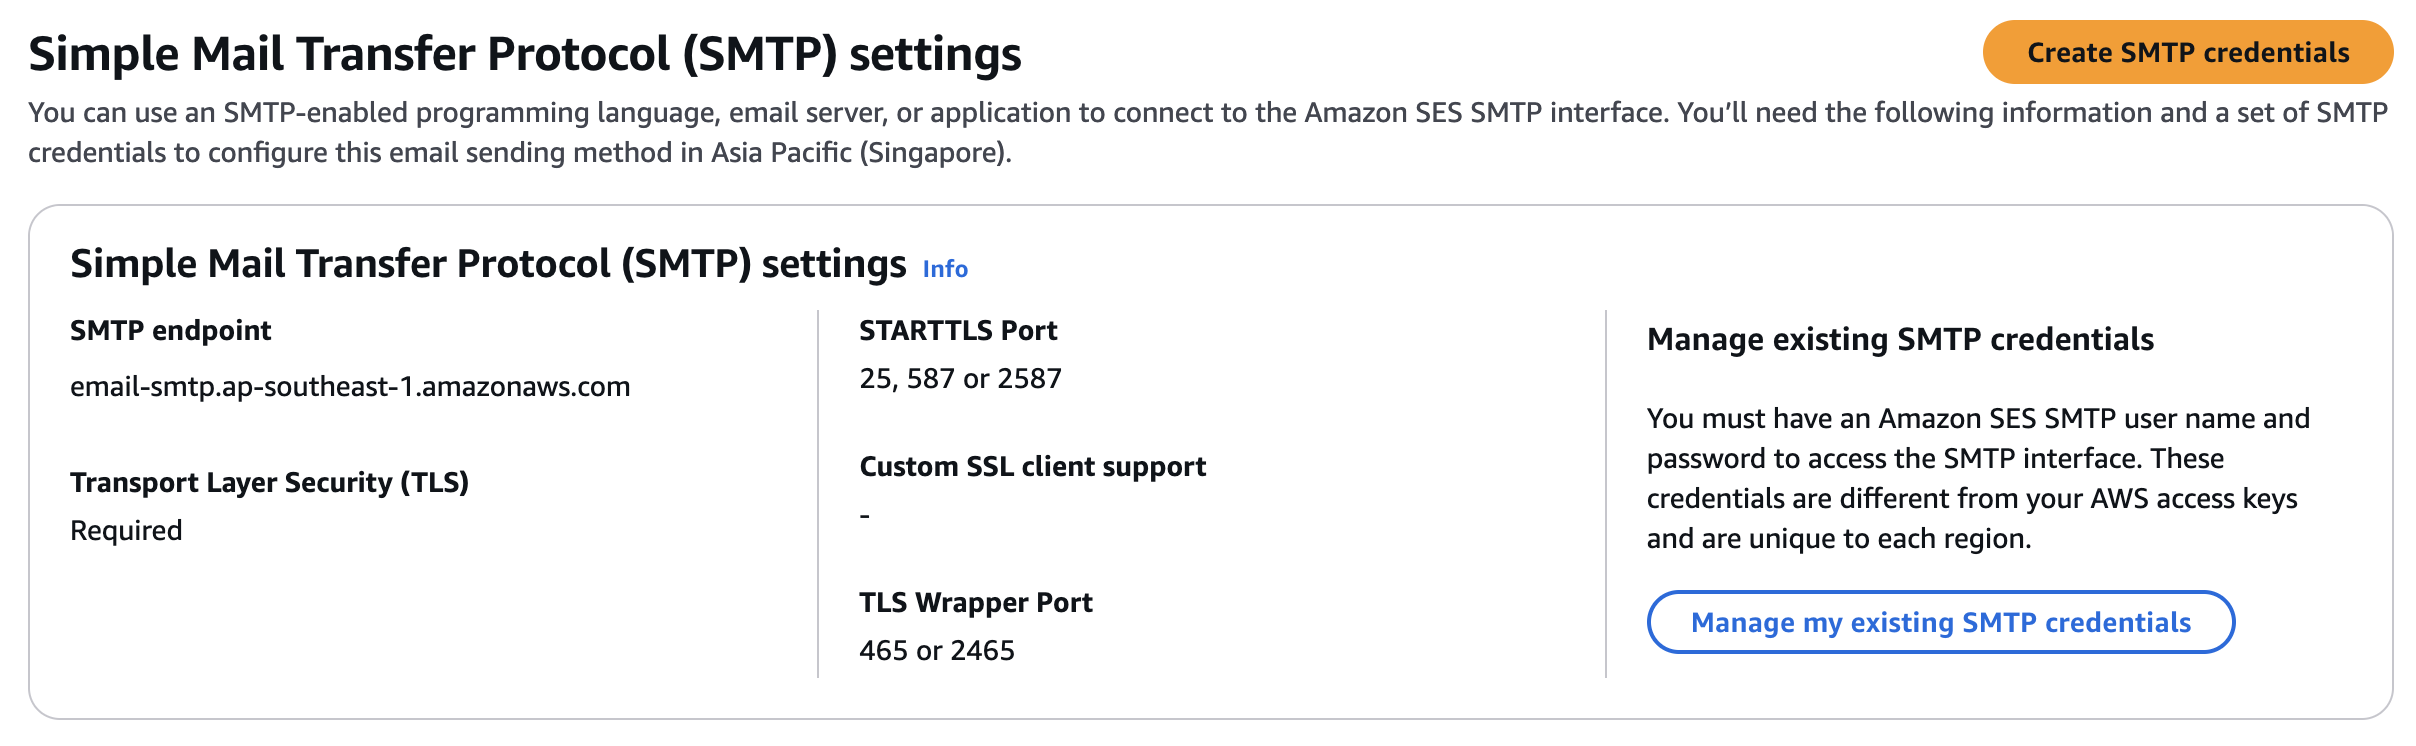 Simple Mail Transfer Protocol (SMTP) settings
Create SMTP credentials
You can use an SMTP-enabled programming language, email server, or application to connect to the Amazon SES SMTP interface. You’ll need the following information and a set of SMTP
credentials to configure this email sending method in Asia Pacific (Singapore).
Simple Mail Transfer Protocol (SMTP) settings Info
SMTP endpoint
email-smtp.ap-southeast-1.amazonaws.com
Transport Layer Security (TLS)
Required
STARTTLS Port
25, 587 or 2587
Custom SSL client support
-
TLS Wrapper Port
465 or 2465
Manage existing SMTP credentials
You must have an Amazon SES SMTP user name and
password to access the SMTP interface. These
credentials are different from your AWS access keys
and are unique to each region.
Manage my existing SMTP credentials